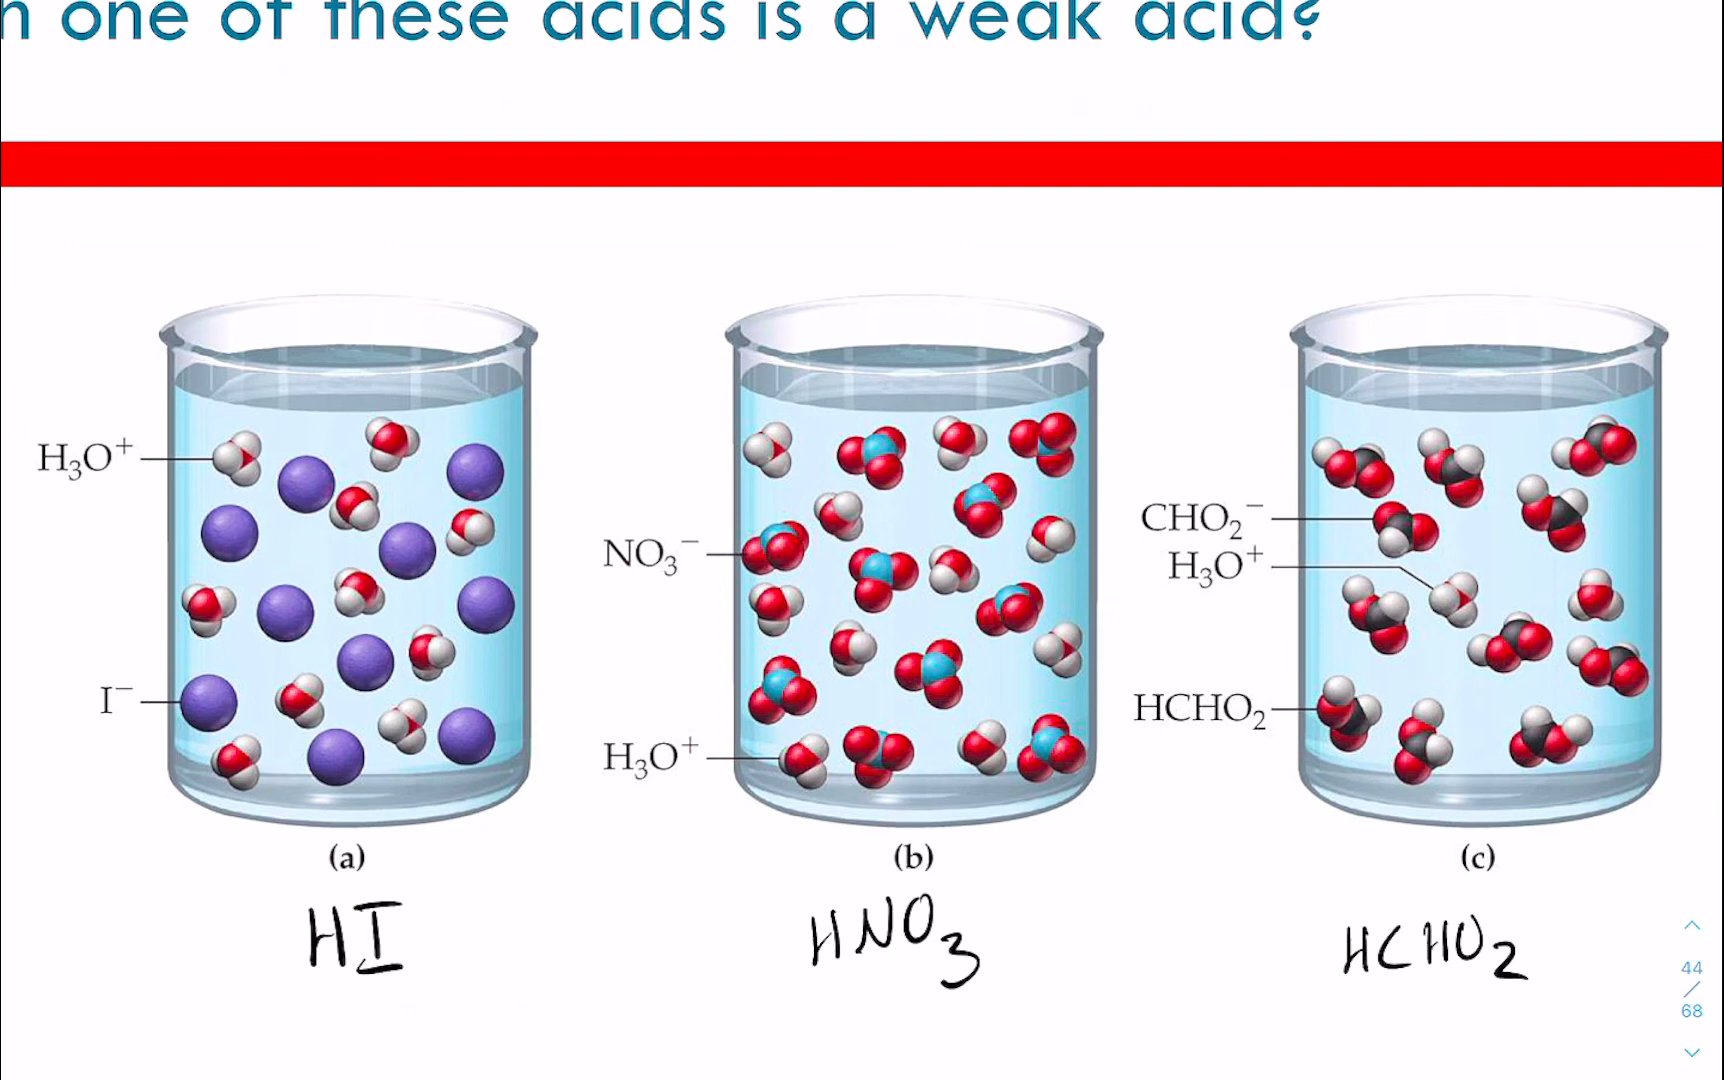 n one of these acids is a weak acid?
H₃O⁺
I⁻
(a)
HI
NO₃⁻
H₃O⁺
(b)
HNO₃
CHO₂⁻
H₃O⁺
HCHO₂
(c)
HCHO₂
44
/
68